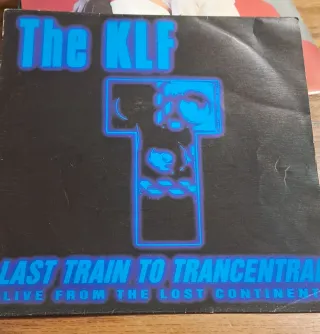 The KLF
LAST TRAIN TO TRANCENTRAL
LIVE FROM THE LOST CONTINENT